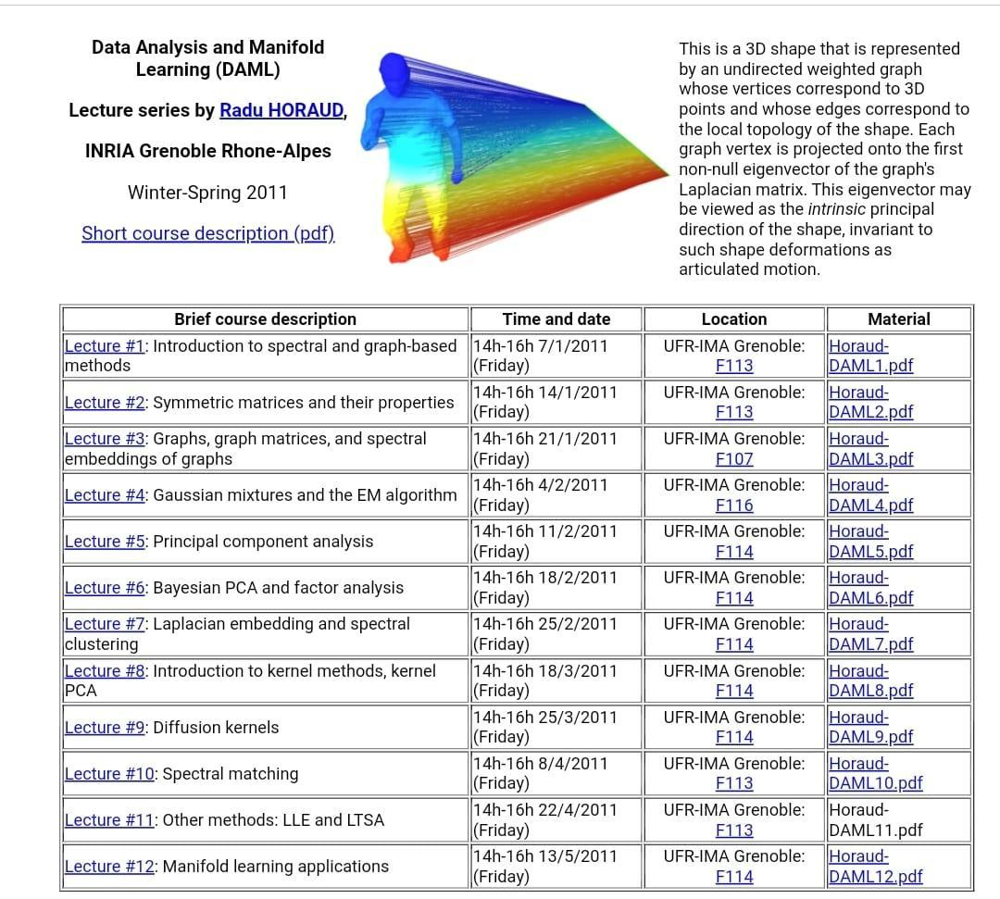 Data Analysis and Manifold
Learning (DAML)
Lecture series by Radu HORAUD,
INRIA Grenoble Rhone-Alpes
Winter-Spring 2011
Short course description (pdf)
This is a 3D shape that is represented
by an undirected weighted graph
whose vertices correspond to 3D
points and whose edges correspond to
the local topology of the shape. Each
graph vertex is projected onto the first
non-null eigenvector of the graph's
Laplacian matrix. This eigenvector may
be viewed as the intrinsic principal
direction of the shape, invariant to
such shape deformations as
articulated motion.
Brief course description Time and date Location Material
Lecture #1: Introduction to spectral and graph-based
methods
14h-16h 7/1/2011
(Friday)
UFR-IMA Grenoble:
F113
Horaud-
DAML1.pdf
Lecture #2: Symmetric matrices and their properties
14h-16h 14/1/2011
(Friday)
UFR-IMA Grenoble:
F113
Horaud-
DAML2.pdf
Lecture #3: Graphs, graph matrices, and spectral
embeddings of graphs
14h-16h 21/1/2011
(Friday)
UFR-IMA Grenoble:
F107
Horaud-
DAML3.pdf
Lecture #4: Gaussian mixtures and the EM algorithm
14h-16h 4/2/2011
(Friday)
UFR-IMA Grenoble:
F116
Horaud-
DAML4.pdf
Lecture #5: Principal component analysis
14h-16h 11/2/2011
(Friday)
UFR-IMA Grenoble:
F114
Horaud-
DAML5.pdf
Lecture #6: Bayesian PCA and factor analysis
14h-16h 18/2/2011
(Friday)
UFR-IMA Grenoble:
F114
Horaud-
DAML6.pdf
Lecture #7: Laplacian embedding and spectral
clustering
14h-16h 25/2/2011
(Friday)
UFR-IMA Grenoble:
F114
Horaud-
DAML7.pdf
Lecture #8: Introduction to kernel methods, kernel
PCA
14h-16h 18/3/2011
(Friday)
UFR-IMA Grenoble:
F114
Horaud-
DAML8.pdf
Lecture #9: Diffusion kernels
14h-16h 25/3/2011
(Friday)
UFR-IMA Grenoble:
F114
Horaud-
DAML9.pdf
Lecture #10: Spectral matching
14h-16h 8/4/2011
(Friday)
UFR-IMA Grenoble:
F113
Horaud-
DAML10.pdf
Lecture #11: Other methods: LLE and LTSA
14h-16h 22/4/2011
(Friday)
UFR-IMA Grenoble:
F113
Horaud-
DAML11.pdf
Lecture #12: Manifold learning applications
14h-16h 13/5/2011
(Friday)
UFR-IMA Grenoble:
F114
Horaud-
DAML12.pdf